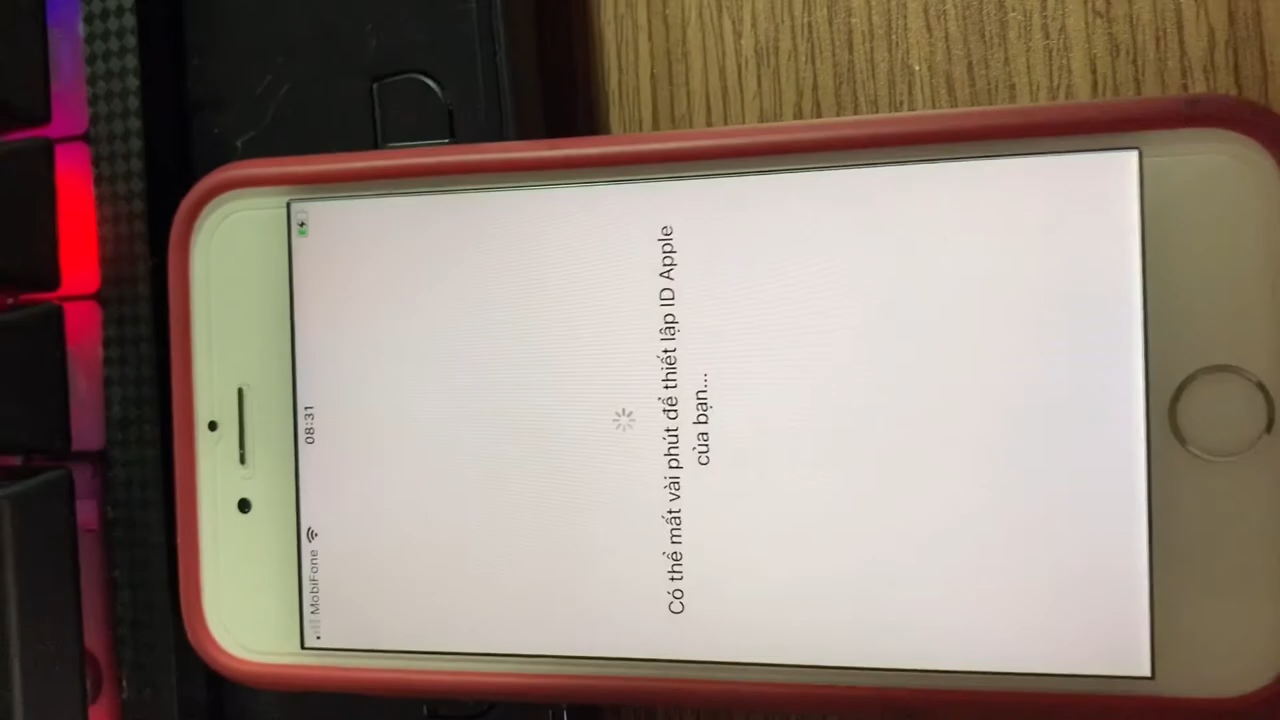 MobiFone
08:31
Có thể mất vài phút để thiết lập ID Apple
của bạn...